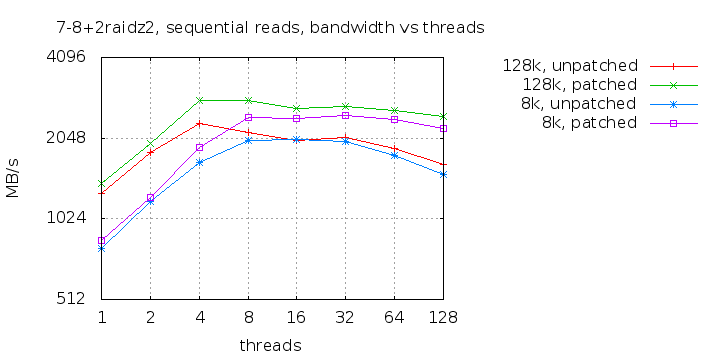 7-8+2raidz2, sequential reads, bandwidth vs threads
4096
2048
1024
512
MB/s
1 2 4 8 16 32 64 128
threads
128k, unpatched
128k, patched
8k, unpatched
8k, patched